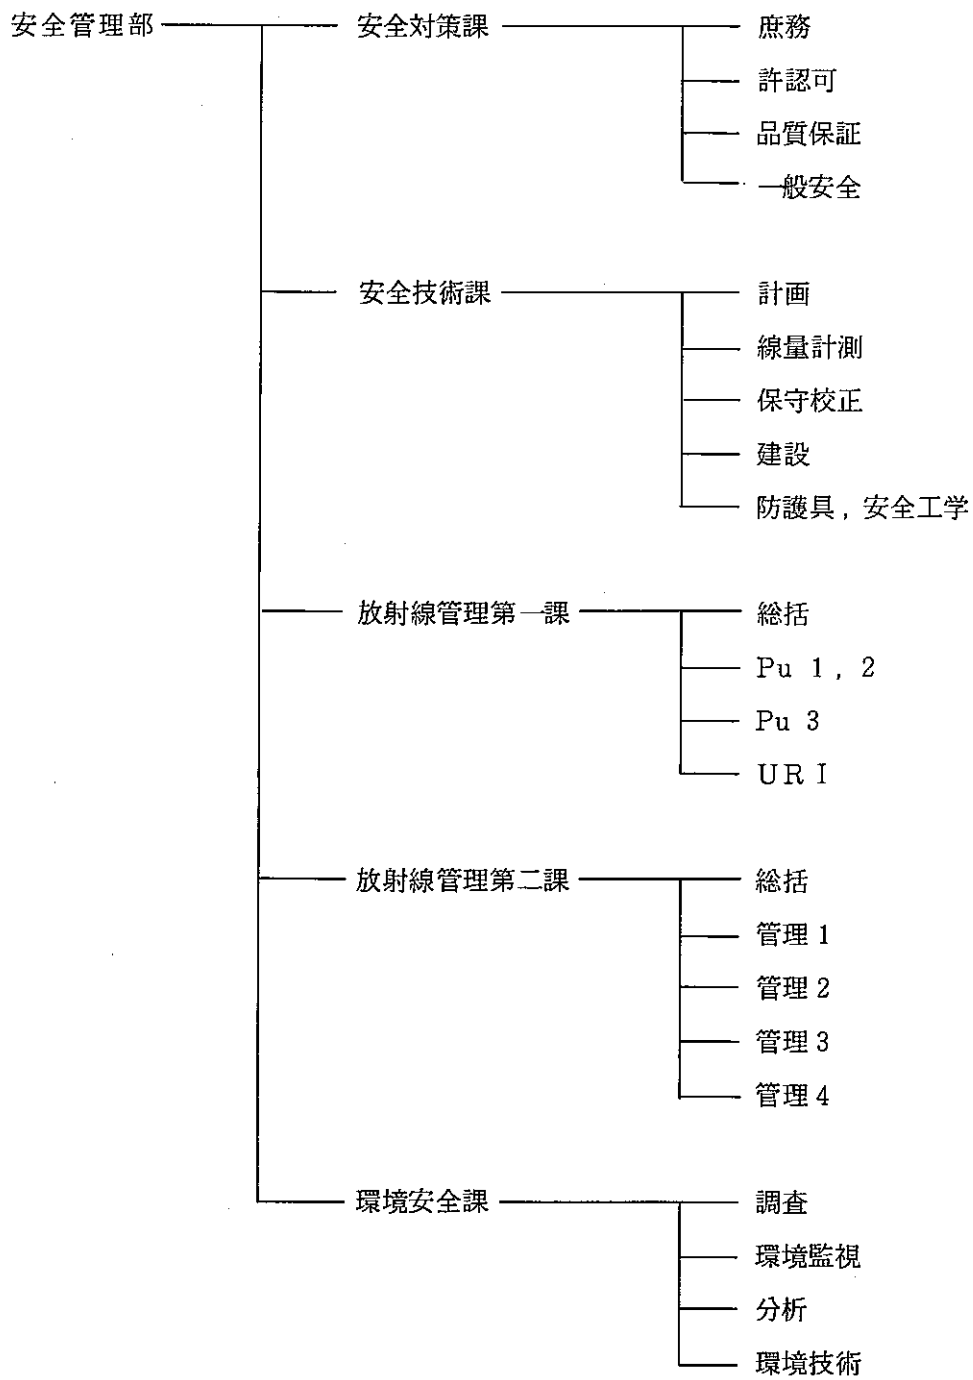 安全管理部 安全対策課 庶務
許認可
品質保証
一般安全
安全技術課 計画
線量計測
保守校正
建設
防護具,安全工学
放射線管理第一課 総括
Pu 1, 2
Pu 3
URI
放射線管理第二課 総括
管理1
管理2
管理3
管理4
環境安全課 調査
環境監視
分析
環境技術